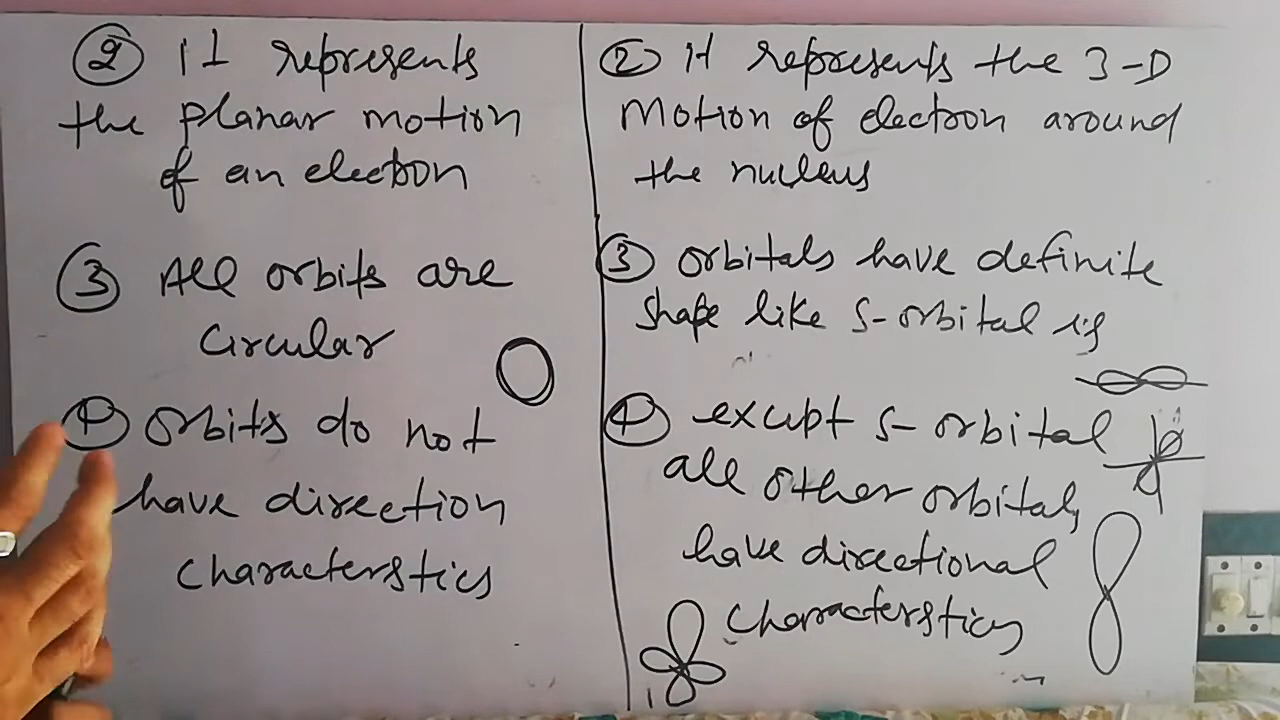 ② It represents
the planar motion
of an electron
③ All orbits are
Circular
④ Orbits do not
have direction
characterstics
② It represents the 3-D
Motion of electron around
the nucleus
③ orbitals have definite
shape like S-orbital is
④ except S-orbital
all other orbitals
have directional
characterstics